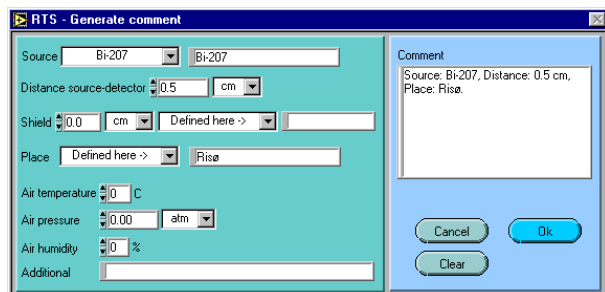 RTS - Generate comment
Source Bi-207 Bi-207
Distance source-detector 0.5 cm
Shield 0.0 cm Defined here ->
Place Defined here -> Risø
Air temperature 0 C
Air pressure 0.00 atm
Air humidity 0 %
Additional
Comment
Source: Bi-207, Distance: 0.5 cm,
Place: Risø.
Cancel Ok
Clear